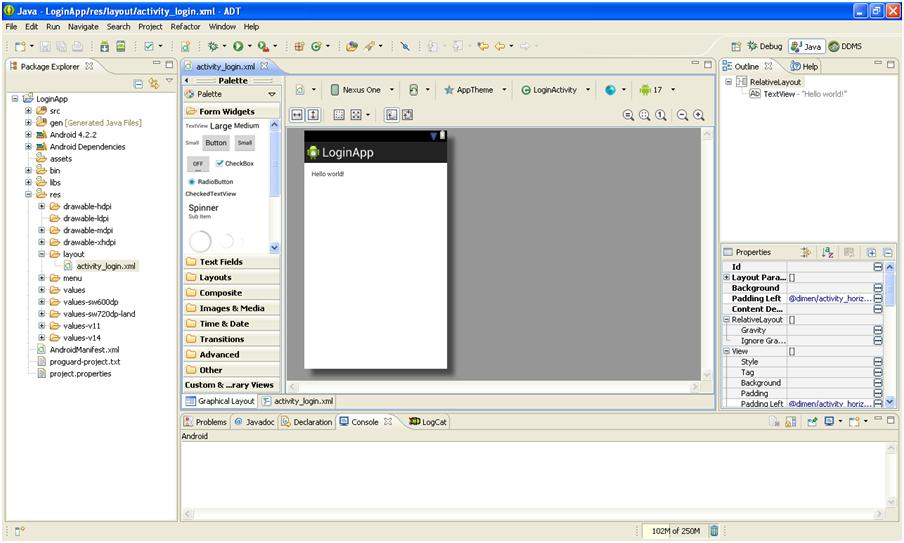 Java - LoginApp/res/layout/activity_login.xml - ADT
File Edit Run Navigate Search Project Refactor Window Help
Debug Java DDMS
Package Explorer
LoginApp
src
gen [Generated Java Files]
Android 4.2.2
Android Dependencies
assets
bin
libs
res
drawable-hdpi
drawable-ldpi
drawable-mdpi
drawable-xhdpi
layout
activity_login.xml
menu
values
values-sw600dp
values-sw720dp-land
values-v11
values-v14
AndroidManifest.xml
proguard-project.txt
project.properties
activity_login.xml
Palette
Palette
Form Widgets
TextView Large Medium
Small Button Small
OFF CheckBox
RadioButton
CheckedTextView
Spinner
Sub Item
Text Fields
Layouts
Composite
Images & Media
Time & Date
Transitions
Advanced
Other
Custom & ...rary Views
Nexus One AppTheme LoginActivity 17
LoginApp
Hello world!
Graphical Layout activity_login.xml
Outline Help
RelativeLayout
Ab TextView - "Hello world!"
Properties
Id
Layout Para... []
Background
Padding Left @dimen/activity_horiz...
Content De...
RelativeLayout []
Gravity
Ignore Gra...
View []
Style
Tag
Background
Padding
Padding Left @dimen/activity_horiz...
Problems @ Javadoc Declaration Console LogCat
Android
102M of 250M